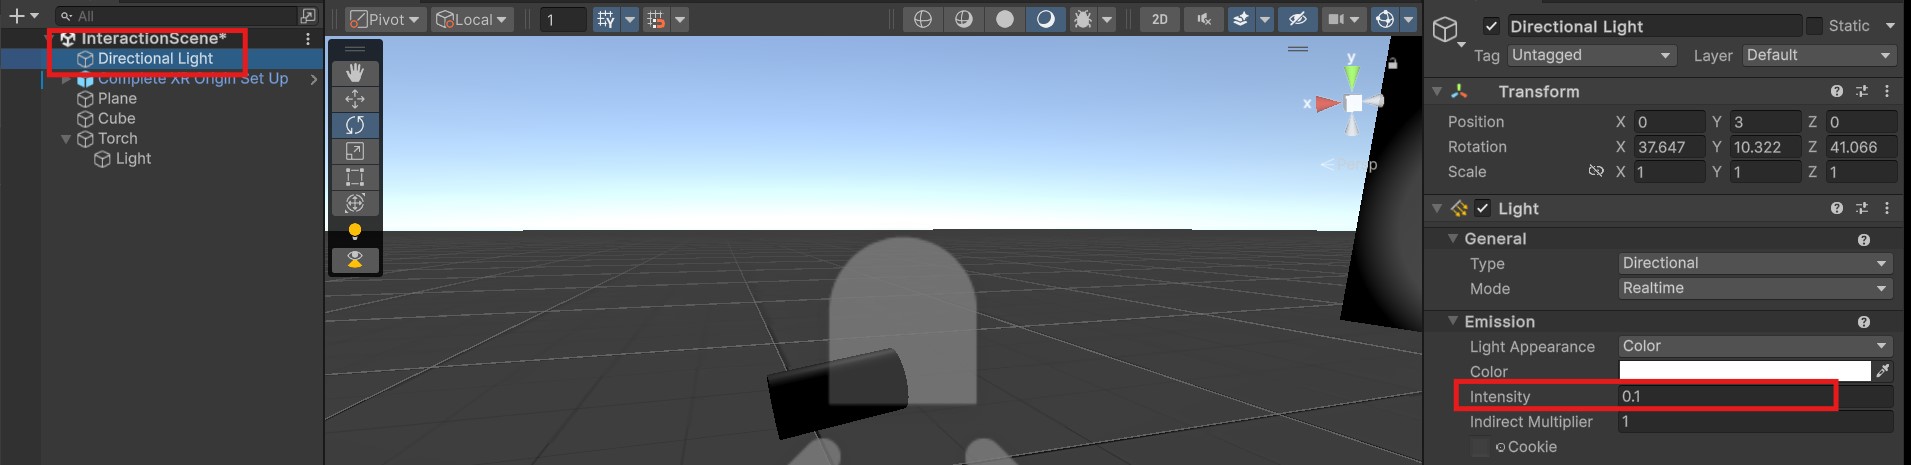 All
InteractionScene*
Directional Light
Complete XR Origin Set Up
Plane
Cube
Torch
Light
Pivot Local 1 2D
y
x
Persp
Directional Light Static
Tag Untagged Layer Default
Transform
Position X 0 Y 3 Z 0
Rotation X 37.647 Y 10.322 Z 41.066
Scale X 1 Y 1 Z 1
Light
General
Type Directional
Mode Realtime
Emission
Light Appearance Color
Color
Intensity 0.1
Indirect Multiplier 1
Cookie